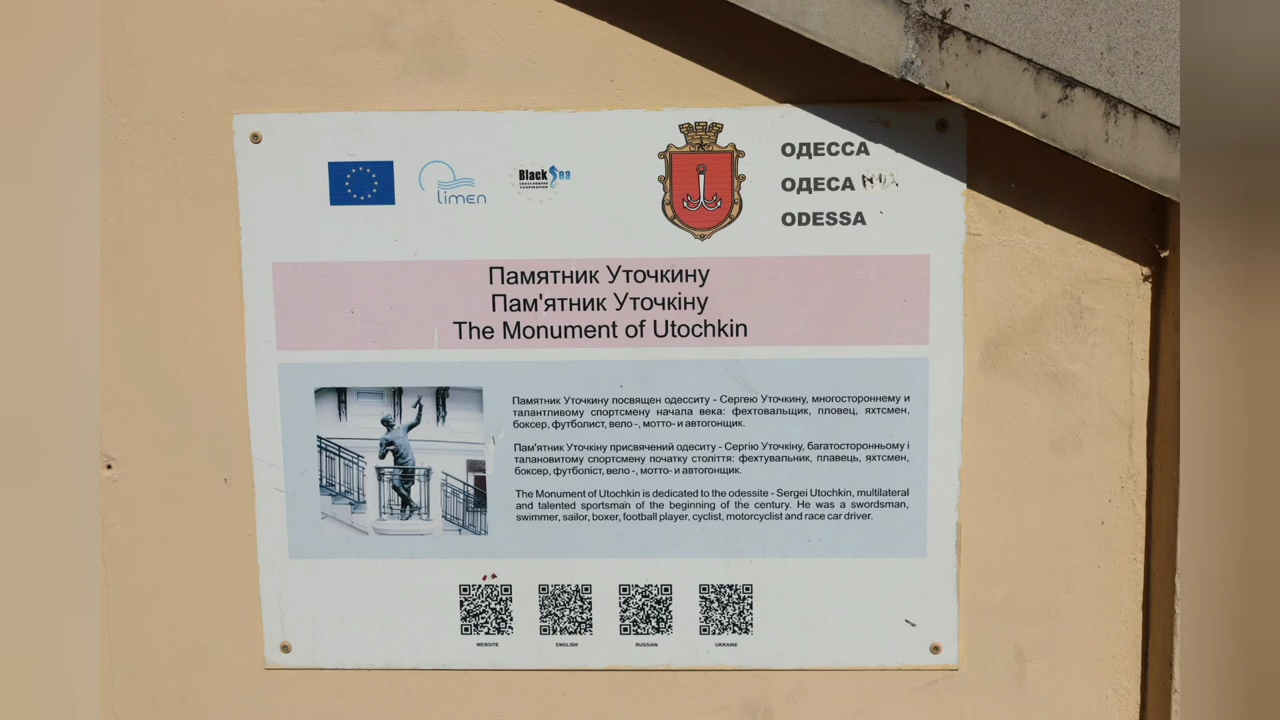 limen
Black Sea
CROSS BORDER
COOPERATION
ОДЕССА
ОДЕСА
ODESSA
Памятник Уточкину
Пам'ятник Уточкіну
The Monument of Utochkin
Памятник Уточкину посвящен одесситу - Сергею Уточкину, многостороннему и
талантливому спортсмену начала века: фехтовальщик, пловец, яхтсмен,
боксер, футболист, вело -, мотто- и автогонщик.
Пам'ятник Уточкіну присвячений одеситу - Сергію Уточкіну, багатосторонньому і
талановитому спортсмену початку століття: фехтувальник, плавець, яхтсмен,
боксер, футболіст, вело -, мотто- и автогонщик.
The Monument of Utochkin is dedicated to the odessite - Sergei Utochkin, multilateral
and talented sportsman of the beginning of the century. He was a swordsman,
swimmer, sailor, boxer, football player, cyclist, motorcyclist and race car driver.
WEBSITE ENGLISH RUSSIAN UKRAINE